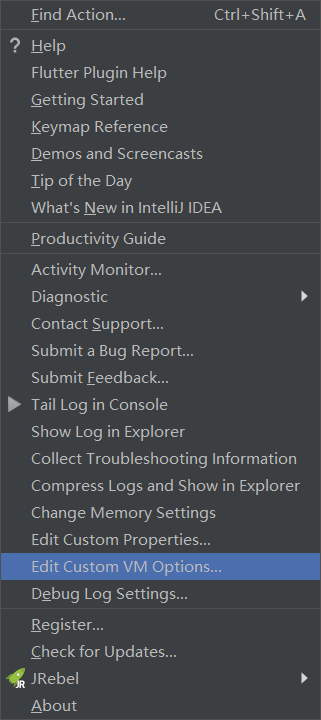 Find Action... Ctrl+Shift+A
? Help
Flutter Plugin Help
Getting Started
Keymap Reference
Demos and Screencasts
Tip of the Day
What's New in IntelliJ IDEA
Productivity Guide
Activity Monitor...
Diagnostic
Contact Support...
Submit a Bug Report...
Submit Feedback...
Tail Log in Console
Show Log in Explorer
Collect Troubleshooting Information
Compress Logs and Show in Explorer
Change Memory Settings
Edit Custom Properties...
Edit Custom VM Options...
Debug Log Settings...
Register...
Check for Updates...
JR JRebel
About